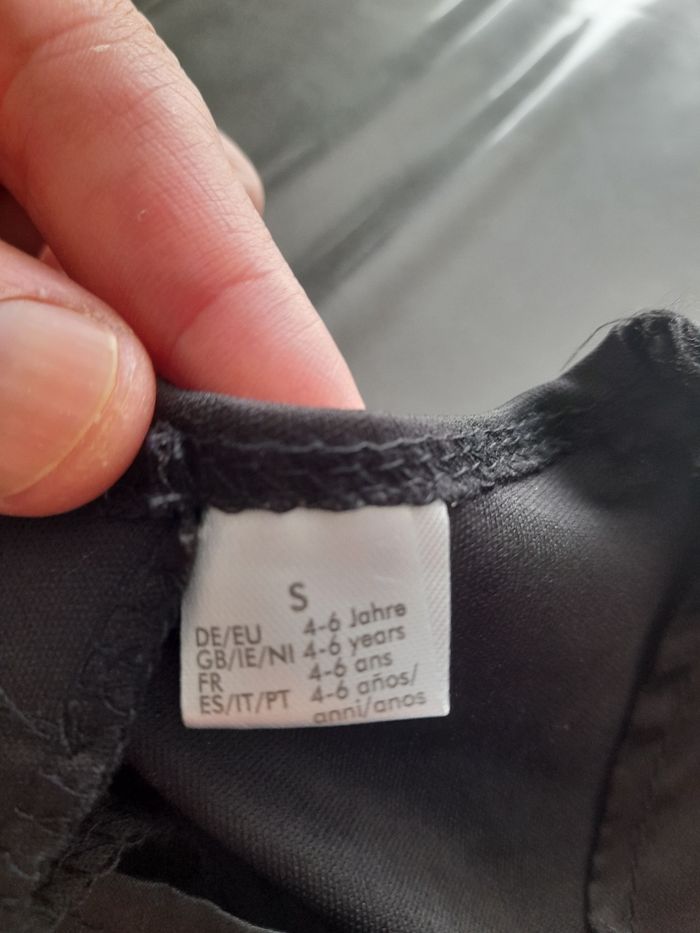 S
DE/EU 4-6 Jahre
GB/IE/NI 4-6 years
FR 4-6 ans
ES/IT/PT 4-6 años/
anni/anos